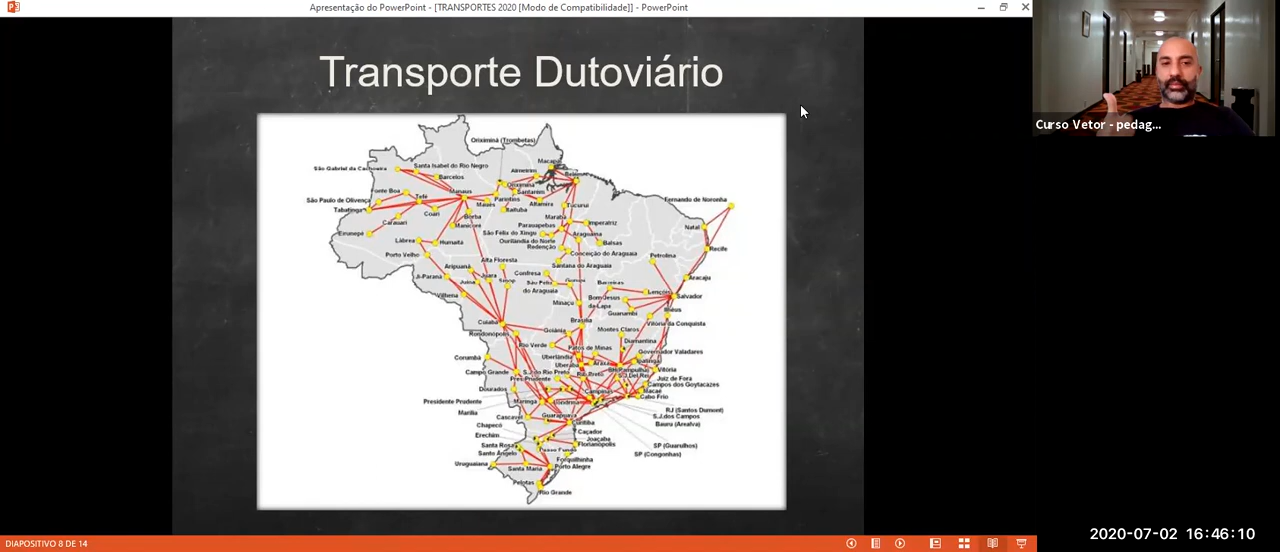 Apresentação do PowerPoint - [TRANSPORTES 2020 [Modo de Compatibilidade]] - PowerPoint
Transporte Dutoviário
Curso Vetor - pedag...
Oriximiná (Trombetas)
Macapá
São Gabriel da Cachoeira
Santa Isabel do Rio Negro
Almeirim
Barcelos
Oriximiná
Fonte Boa
Manaus
Santarém
São Paulo de Olivença
Tefé
Parintins
Altamira
Tucuruí
Fernando de Noronha
Tabatinga
Coari
Maués
Itaituba
Marabá
Borba
Carauari
Parauapebas
Imperatriz
Natal
Eirunepé
Manicoré
São Félix do Xingu
Araguaína
Lábrea
Humaitá
Ourilândia do Norte
Balsas
Redenção
Recife
Porto Velho
Conceição do Araguaia
Petrolina
Alta Floresta
Santana do Araguaia
Aripuanã
Confresa
Ji-Paraná
Juara
Aracaju
Juína
São Félix
do Araguaia
Barreiras
Lençóis
Vilhena
Bom Jesus
da Lapa
Salvador
Minaçu
Guanambi
Ilhéus
Cuiabá
Brasília
Vitória da Conquista
Rondonópolis
Goiânia
Montes Claros
Rio Verde
Diamantina
Patos de Minas
Governador Valadares
Corumbá
Uberlândia
Uberaba
Araxá
Ipatinga
Campo Grande
S.J.do Rio Preto
Vitória
Pres.Prudente
Juiz de Fora
Dourados
Campinas
Campos dos Goytacazes
Macaé
Cabo Frio
Presidente Prudente
Maringá
Londrina
Marília
RJ (Santos Dumont)
Cascavel
Guarapuava
S.J.dos Campos
Curitiba
Bauru (Arealva)
Chapecó
Caçador
Erechim
Joaçaba
Santa Rosa
Passo Fundo
Florianópolis
SP (Guarulhos)
Santo Ângelo
SP (Congonhas)
Uruguaiana
Forquilhinha
Santa Maria
Porto Alegre
Pelotas
Rio Grande
2020-07-02 16:46:10
DIAPOSITIVO 8 DE 14